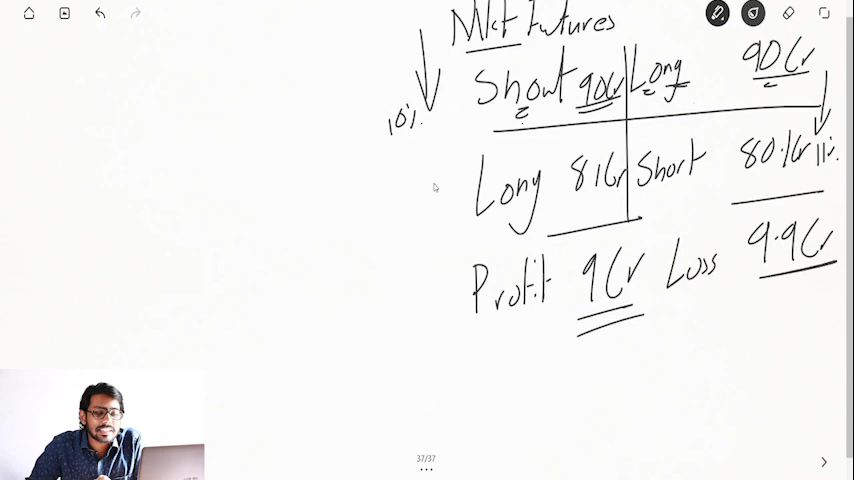 Mkt Futures
Short 90Cr Long 90Cr
10%.
Long 81Cr Short 80.1Cr 11%.
Profit 9Cr Loss 9.9Cr
37/37